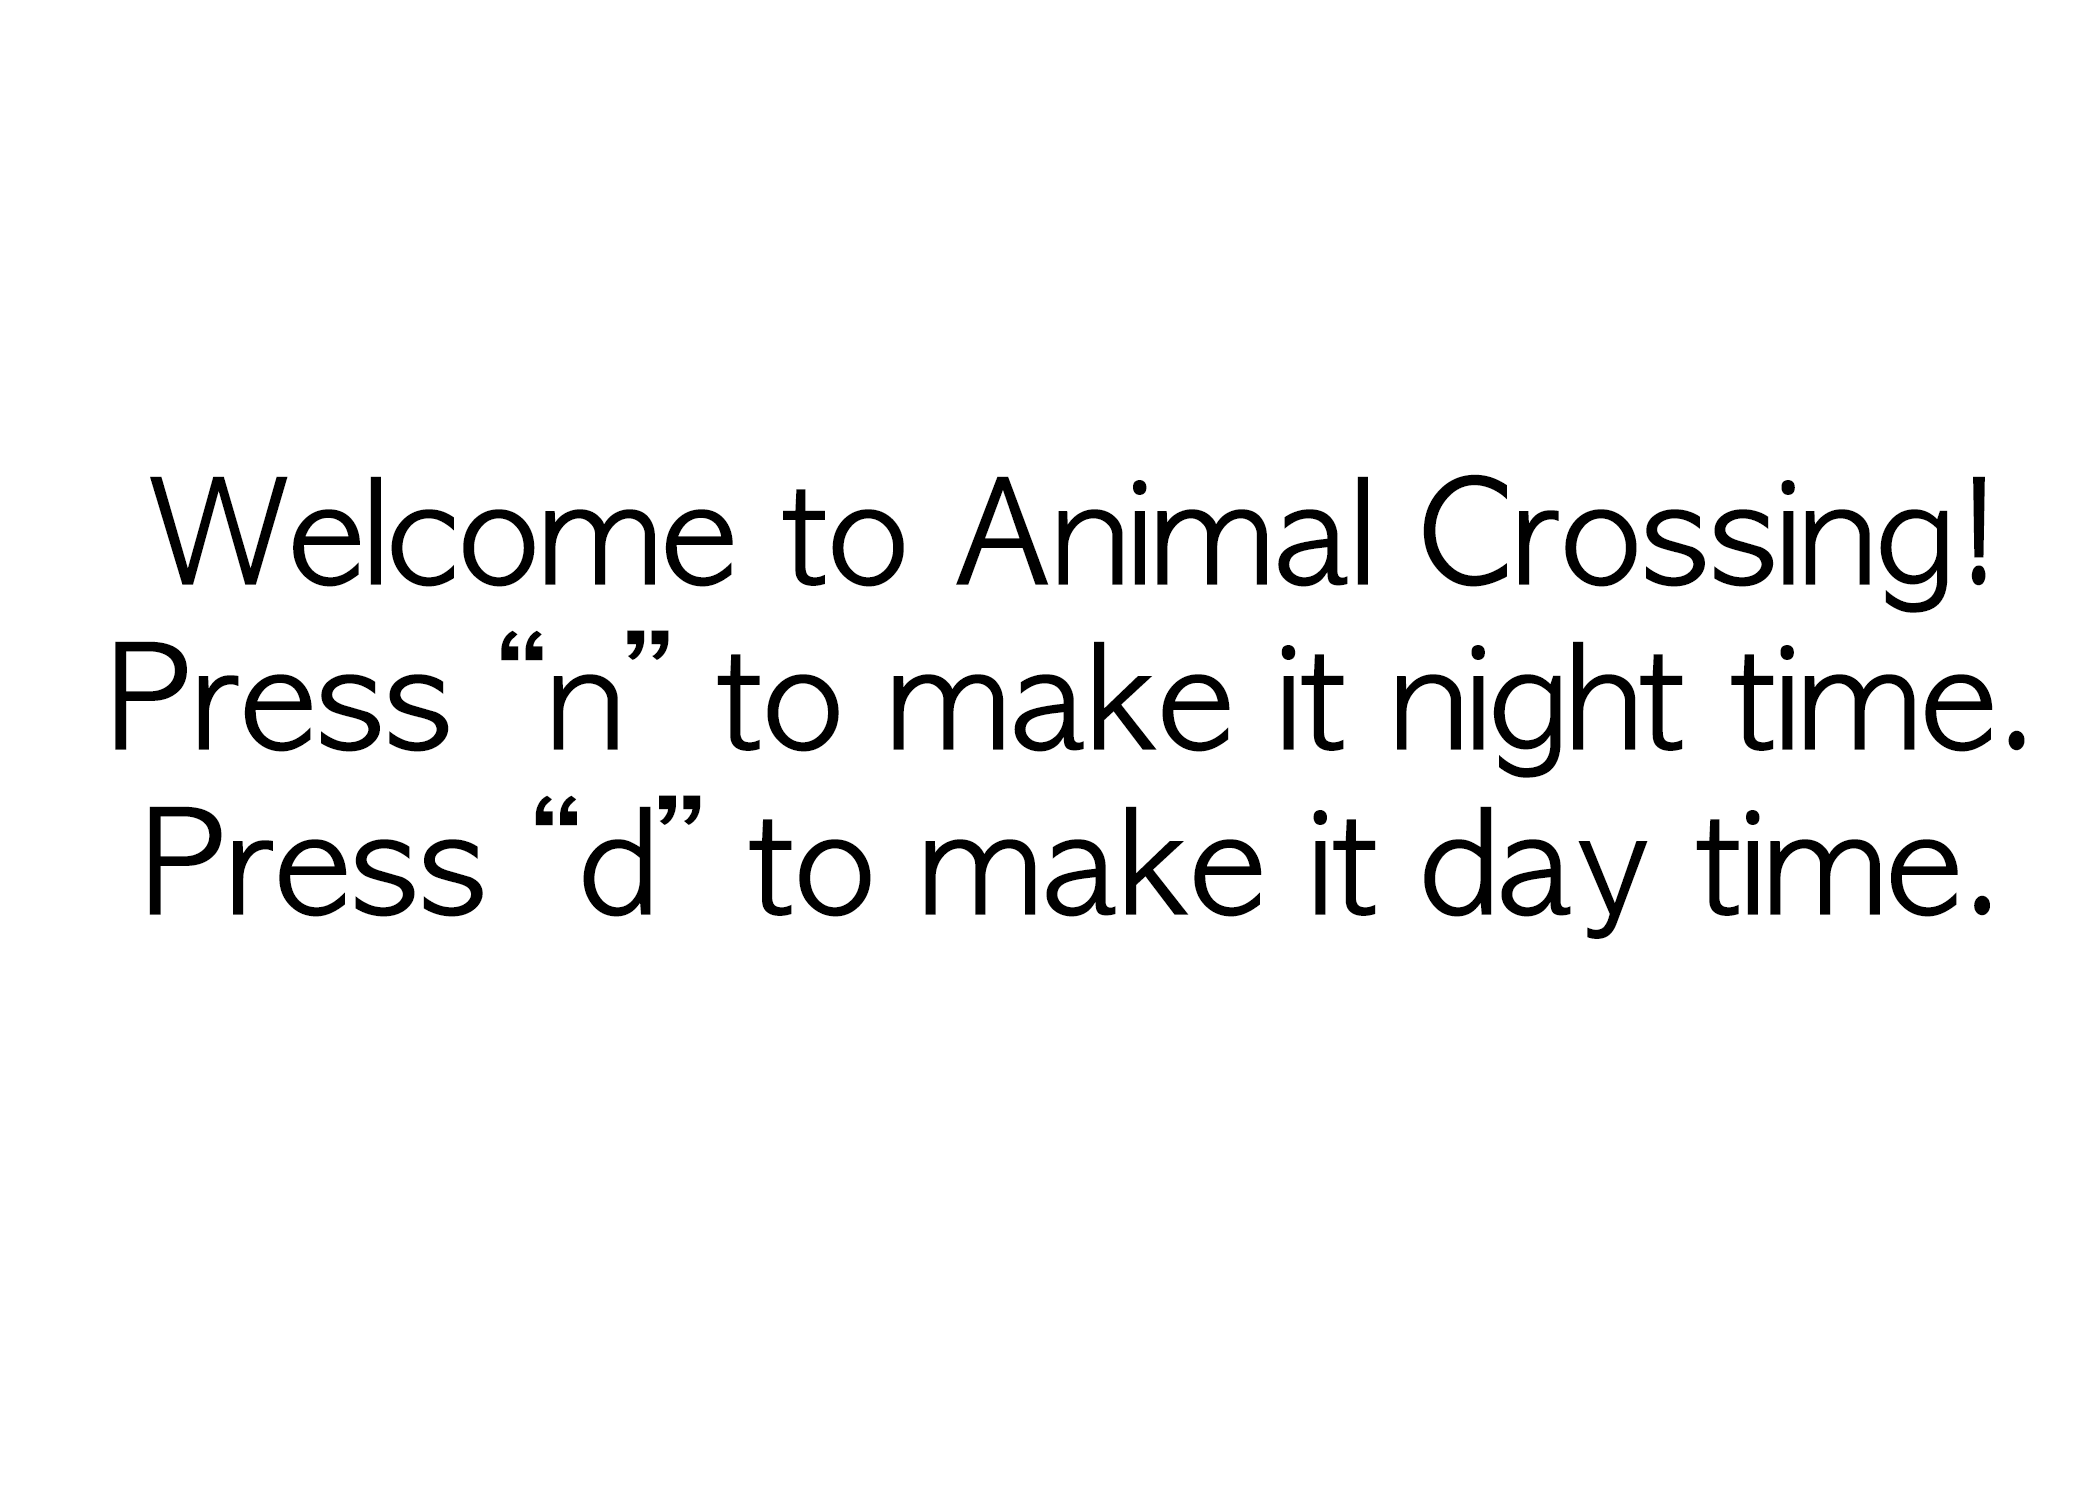 Welcome to Animal Crossing!
Press “n” to make it night time.
Press “d” to make it day time.